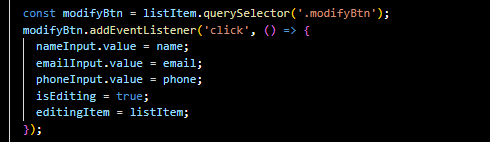 const modifyBtn = listItem.querySelector('.modifyBtn');
modifyBtn.addEventListener('click', () => {
nameInput.value = name;
emailInput.value = email;
phoneInput.value = phone;
isEditing = true;
editingItem = listItem;
});